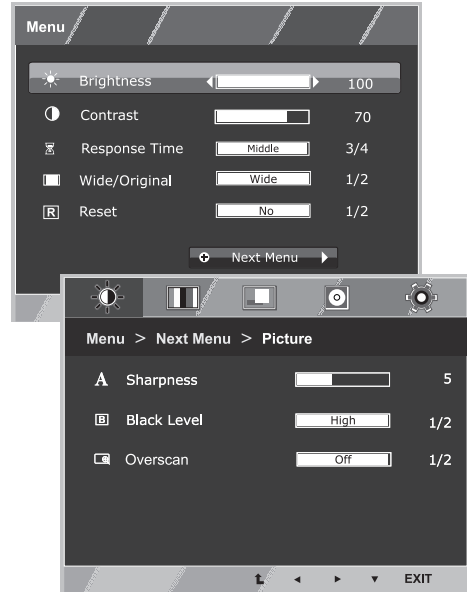 Menu
Brightness 100
Contrast 70
Response Time Middle 3/4
Wide/Original Wide 1/2
R Reset No 1/2
Next Menu
Menu > Next Menu > Picture
A Sharpness 5
B Black Level High 1/2
Overscan Off 1/2
EXIT